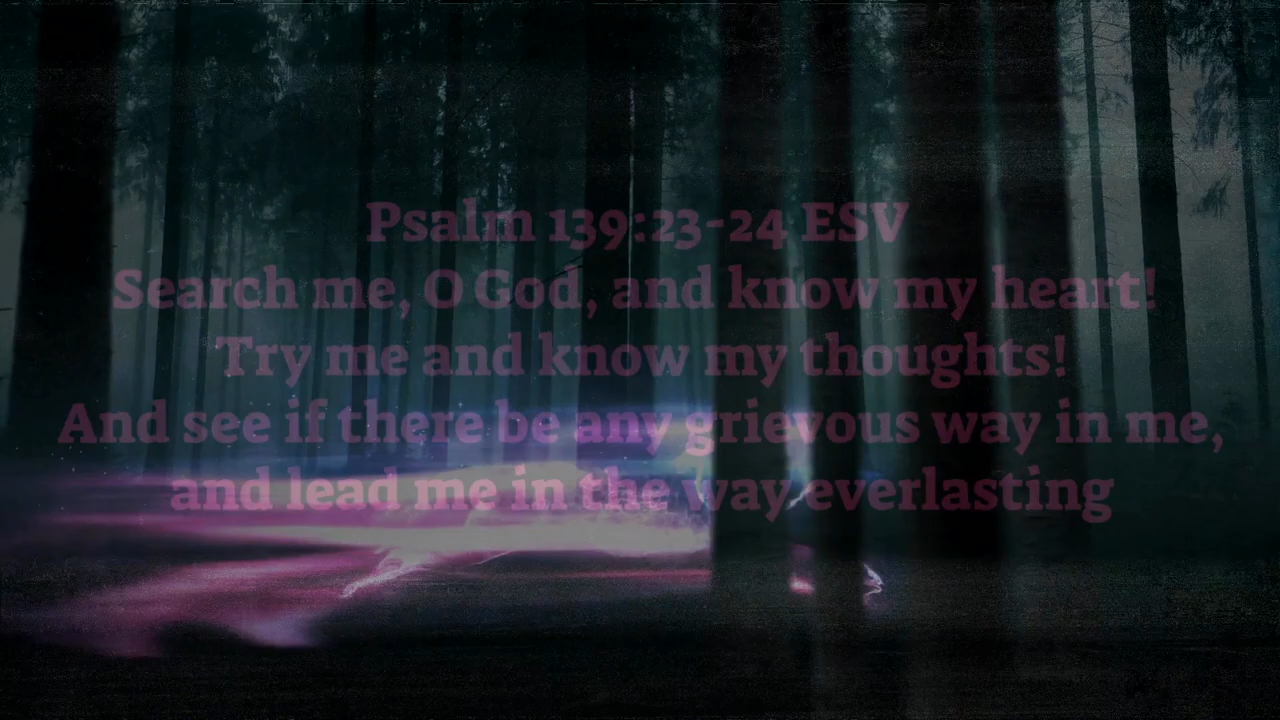 Psalm 139:23-24 ESV
Search me, O God, and know my heart!
Try me and know my thoughts!
And see if there be any grievous way in me,
and lead me in the way everlasting